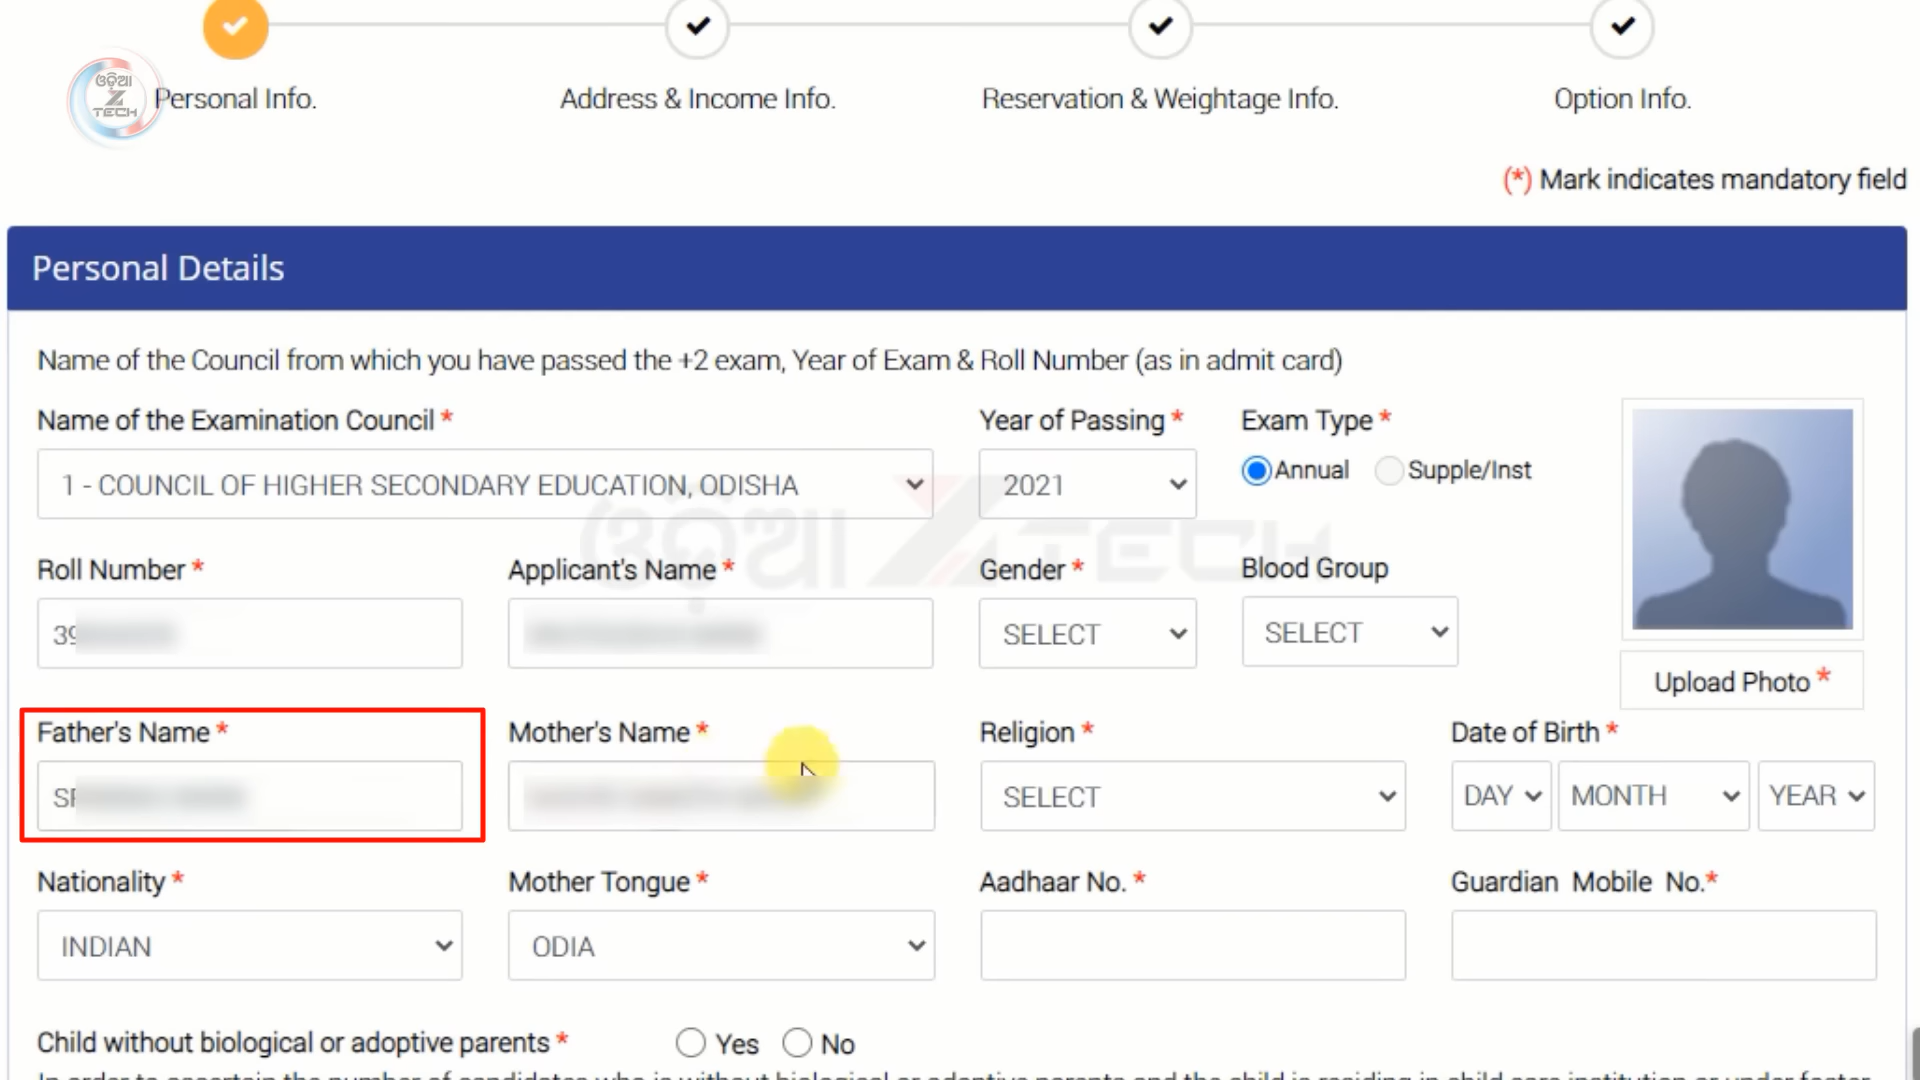 ଓଡ଼ିଆ
Z
TECH
Personal Info.
Address & Income Info.
Reservation & Weightage Info.
Option Info.
(*) Mark indicates mandatory field
Personal Details
Name of the Council from which you have passed the +2 exam, Year of Exam & Roll Number (as in admit card)
Name of the Examination Council *
Year of Passing *
Exam Type *
1 - COUNCIL OF HIGHER SECONDARY EDUCATION, ODISHA
2021
Annual
Supple/Inst
ଓଡ଼ିଆ Z TECH
Roll Number *
Applicant's Name *
Gender *
Blood Group
39
SELECT
SELECT
Upload Photo *
Father's Name *
Mother's Name *
Religion *
Date of Birth *
SELECT
DAY
MONTH
YEAR
Nationality *
Mother Tongue *
Aadhaar No. *
Guardian Mobile No.*
INDIAN
ODIA
Child without biological or adoptive parents *
Yes
No